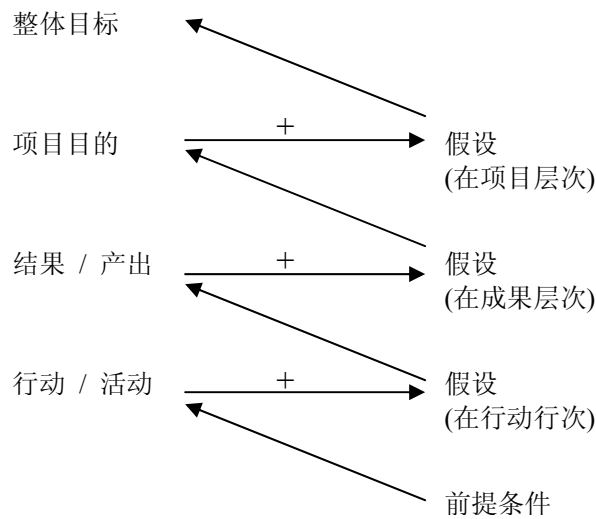 整体目标
+
项目目的
假设
(在项目层次)
+
结果 / 产出
假设
(在成果层次)
+
行动 / 活动
假设
(在行动行次)
前提条件